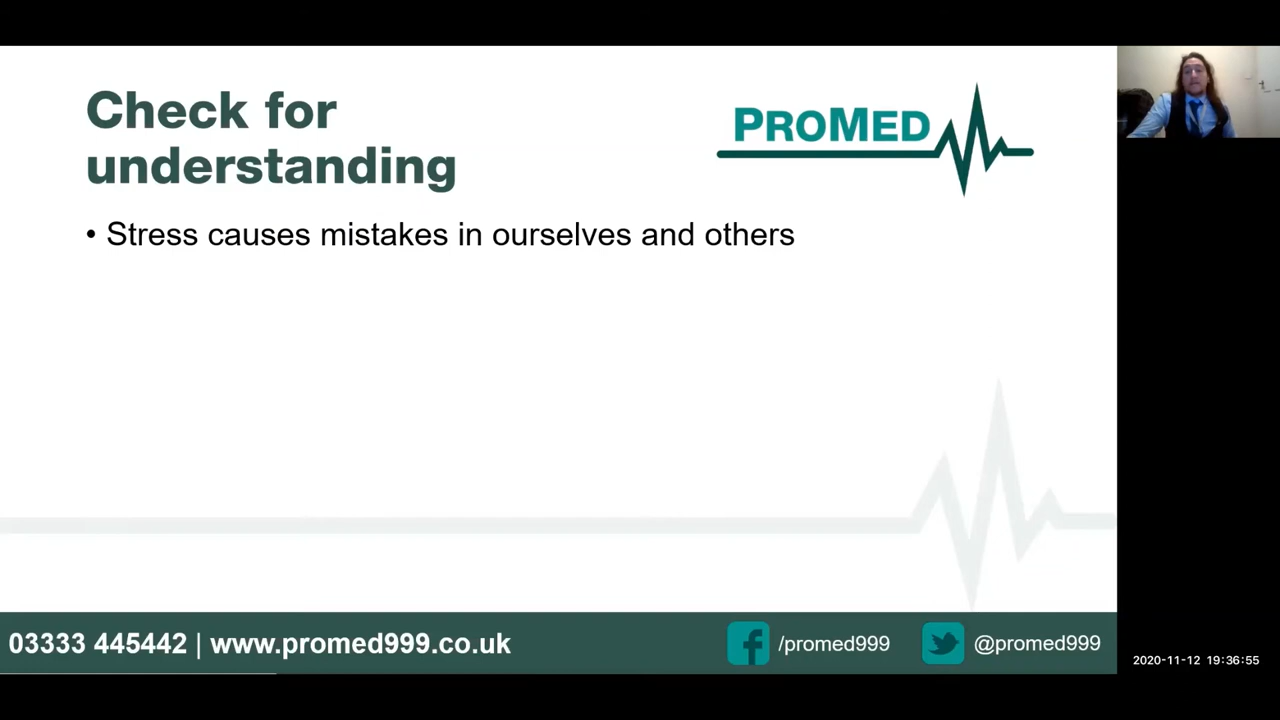 Check for
understanding
PROMED
• Stress causes mistakes in ourselves and others
03333 445442 | www.promed999.co.uk
/promed999
@promed999
2020-11-12 19:36:55